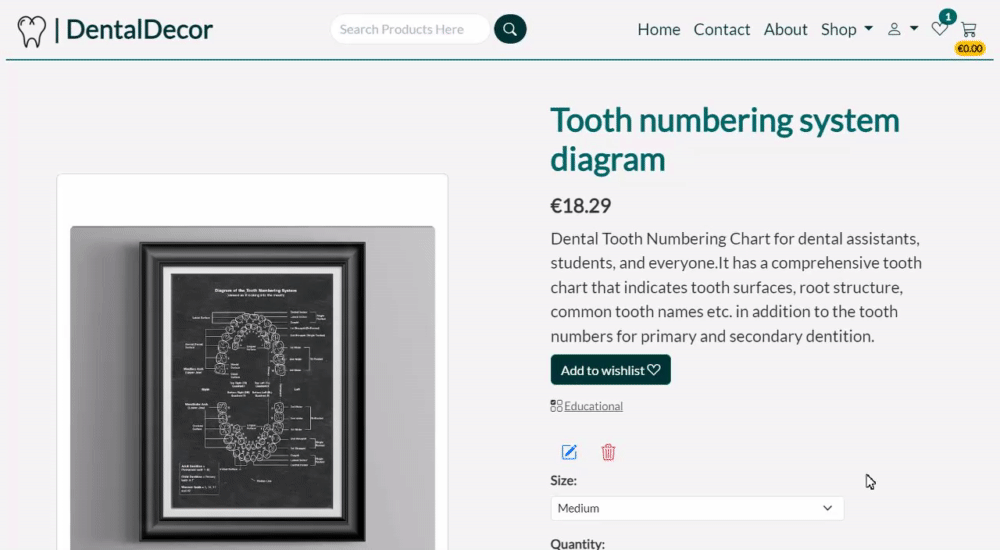 | DentalDecor
Search Products Here
Home Contact About Shop
1
€0.00
Tooth numbering system
diagram
€18.29
Dental Tooth Numbering Chart for dental assistants,
students, and everyone.It has a comprehensive tooth
chart that indicates tooth surfaces, root structure,
common tooth names etc. in addition to the tooth
numbers for primary and secondary dentition.
Add to wishlist
Educational
Size:
Medium
Quantity:
Diagram of the Tooth Numbering System